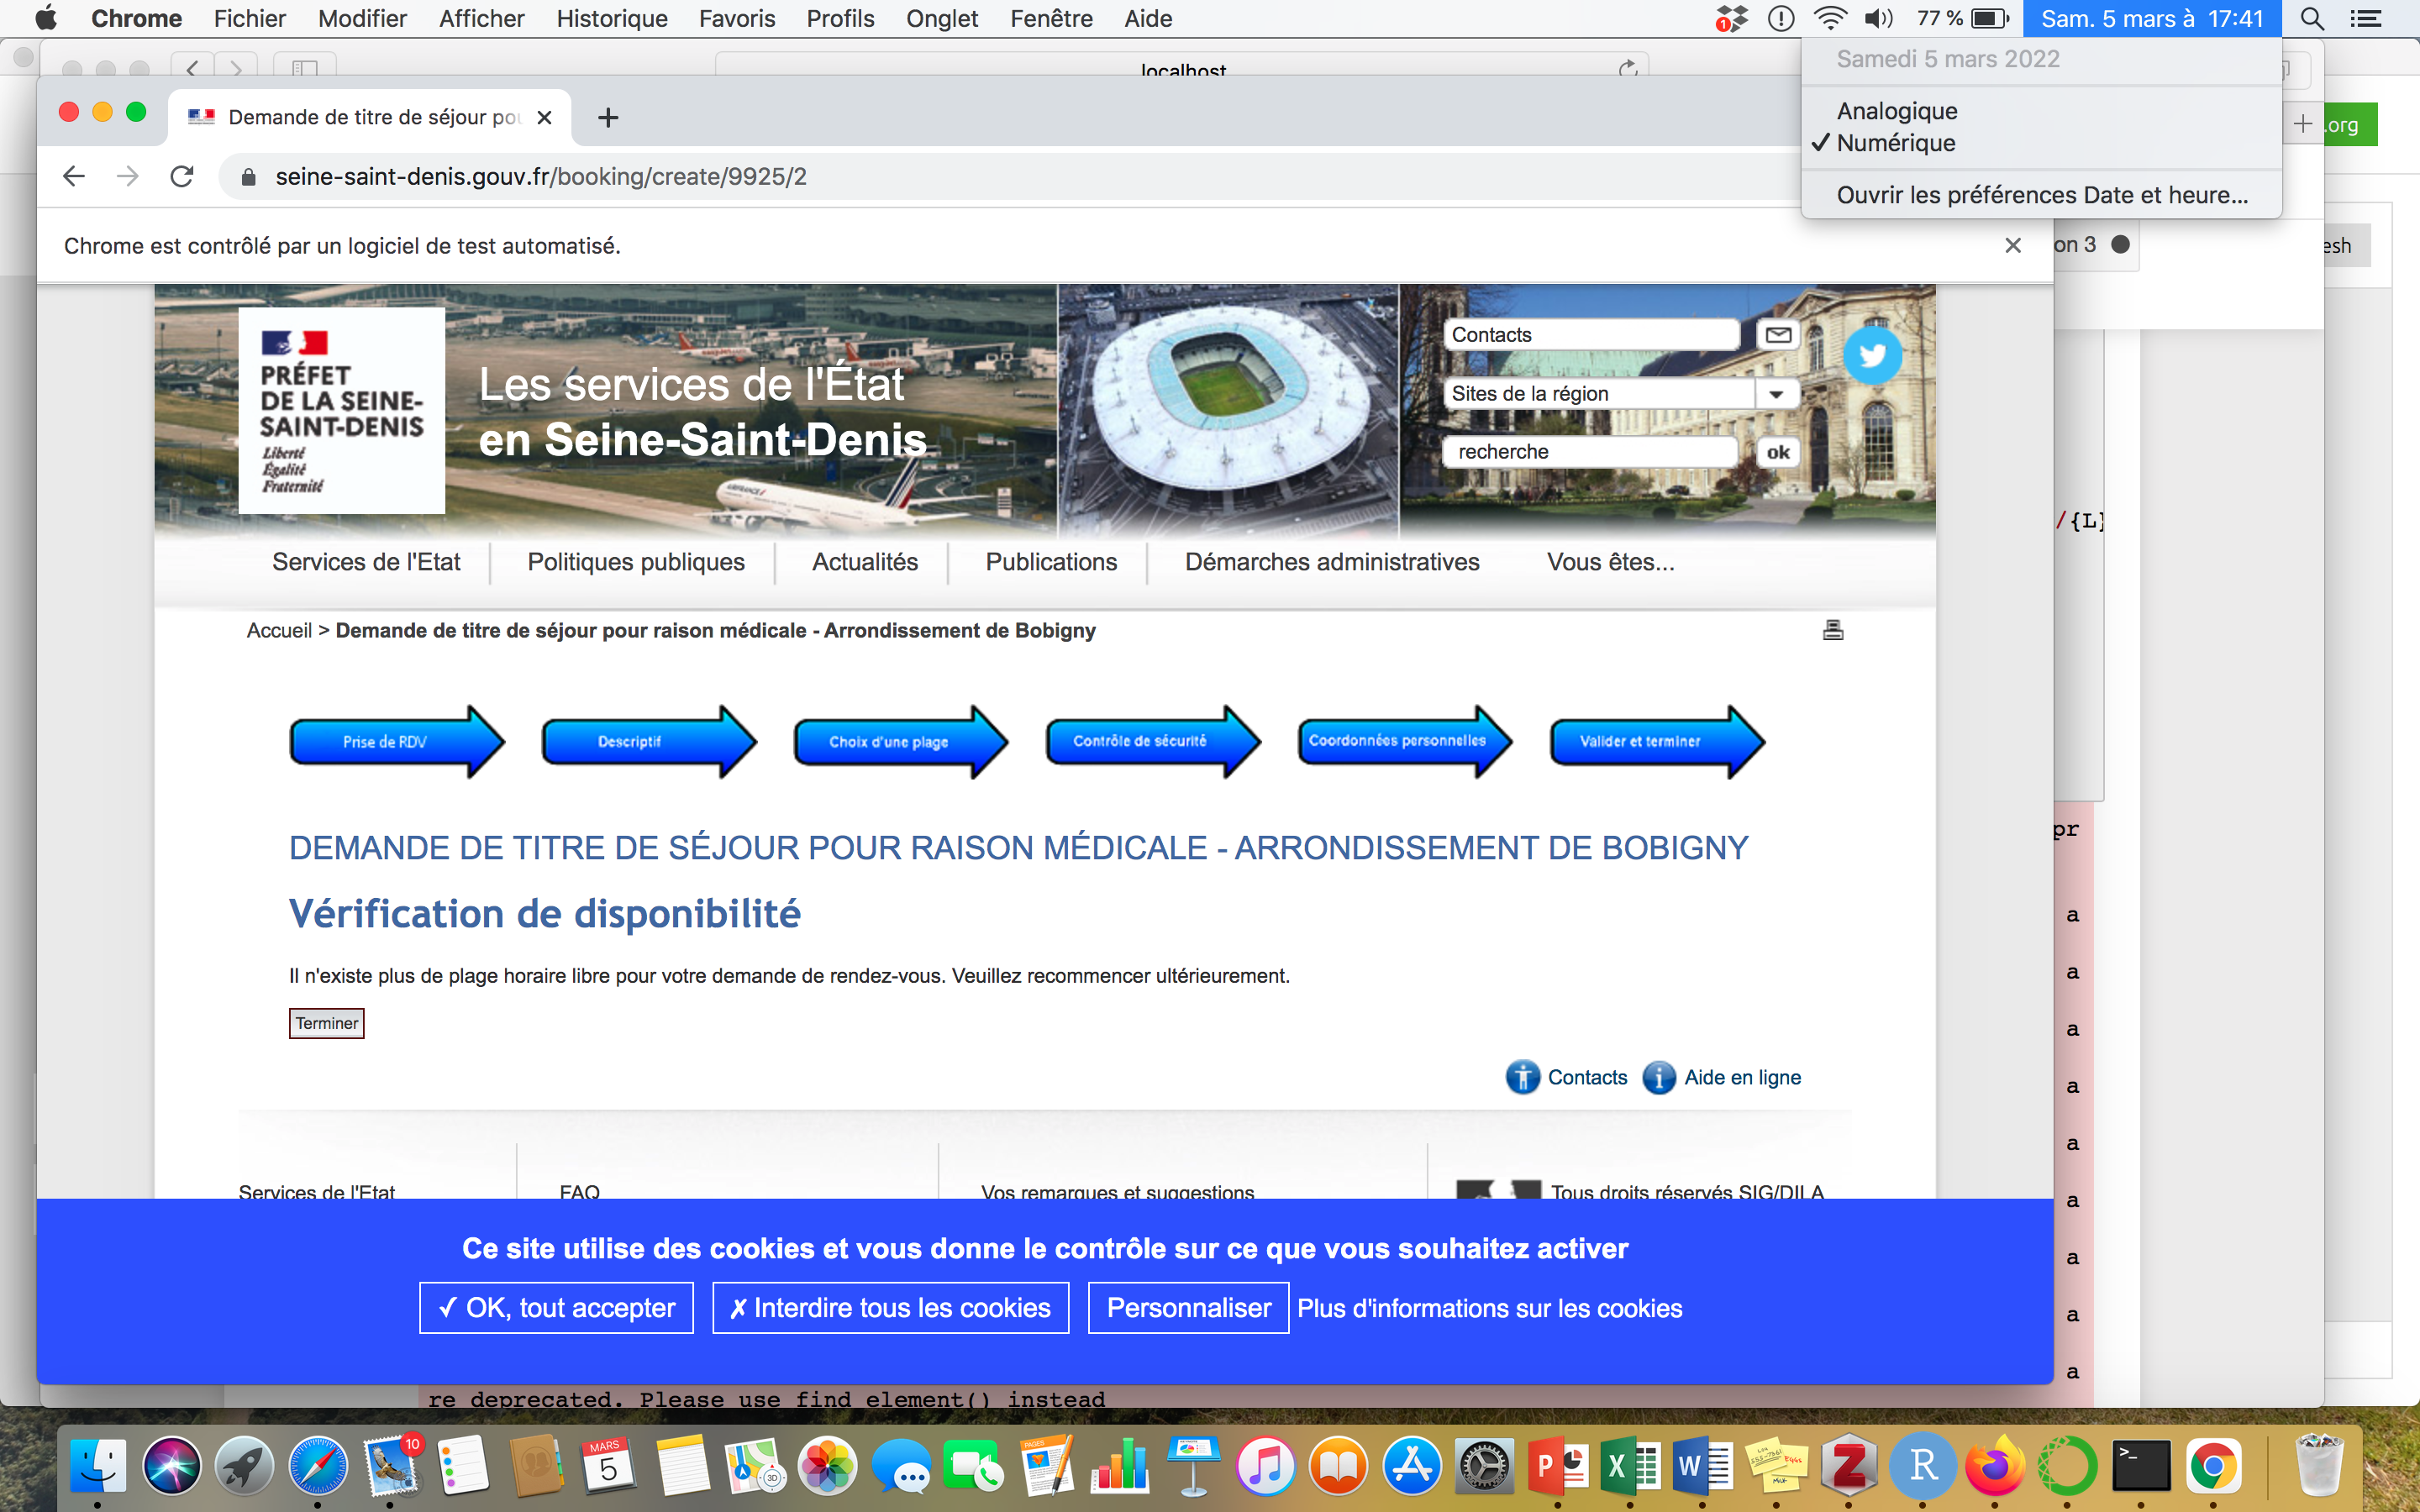 Chrome Fichier Modifier Afficher Historique Favoris Profils Onglet Fenêtre Aide
1
77 %
Sam. 5 mars à 17:41
Samedi 5 mars 2022
Analogique
✓ Numérique
Ouvrir les préférences Date et heure...
localhost
.org
Demande de titre de séjour pou
seine-saint-denis.gouv.fr/booking/create/9925/2
Chrome est contrôlé par un logiciel de test automatisé.
on 3
esh
PRÉFET
DE LA SEINE-
SAINT-DENIS
Liberté
Égalité
Fraternité
Les services de l'État
en Seine-Saint-Denis
AIRFRANCE
Contacts
Sites de la région
recherche
ok
/{L}
Services de l'Etat
Politiques publiques
Actualités
Publications
Démarches administratives
Vous êtes...
Accueil > Demande de titre de séjour pour raison médicale - Arrondissement de Bobigny
Prise de RDV
Descriptif
Choix d'une plage
Contrôle de sécurité
Coordonnées personnelles
Valider et terminer
DEMANDE DE TITRE DE SÉJOUR POUR RAISON MÉDICALE - ARRONDISSEMENT DE BOBIGNY
Vérification de disponibilité
Il n'existe plus de plage horaire libre pour votre demande de rendez-vous. Veuillez recommencer ultérieurement.
Terminer
Contacts
Aide en ligne
Services de l'Etat
FAQ
Vos remarques et suggestions
Tous droits réservés SIG/DILA
pr
a
a
a
a
a
a
a
a
a
Ce site utilise des cookies et vous donne le contrôle sur ce que vous souhaitez activer
✓ OK, tout accepter
✗ Interdire tous les cookies
Personnaliser
Plus d'informations sur les cookies
re deprecated. Please use find_element() instead
10
MARS
5
3D
PAGES
P
X
W
Z
R
>_